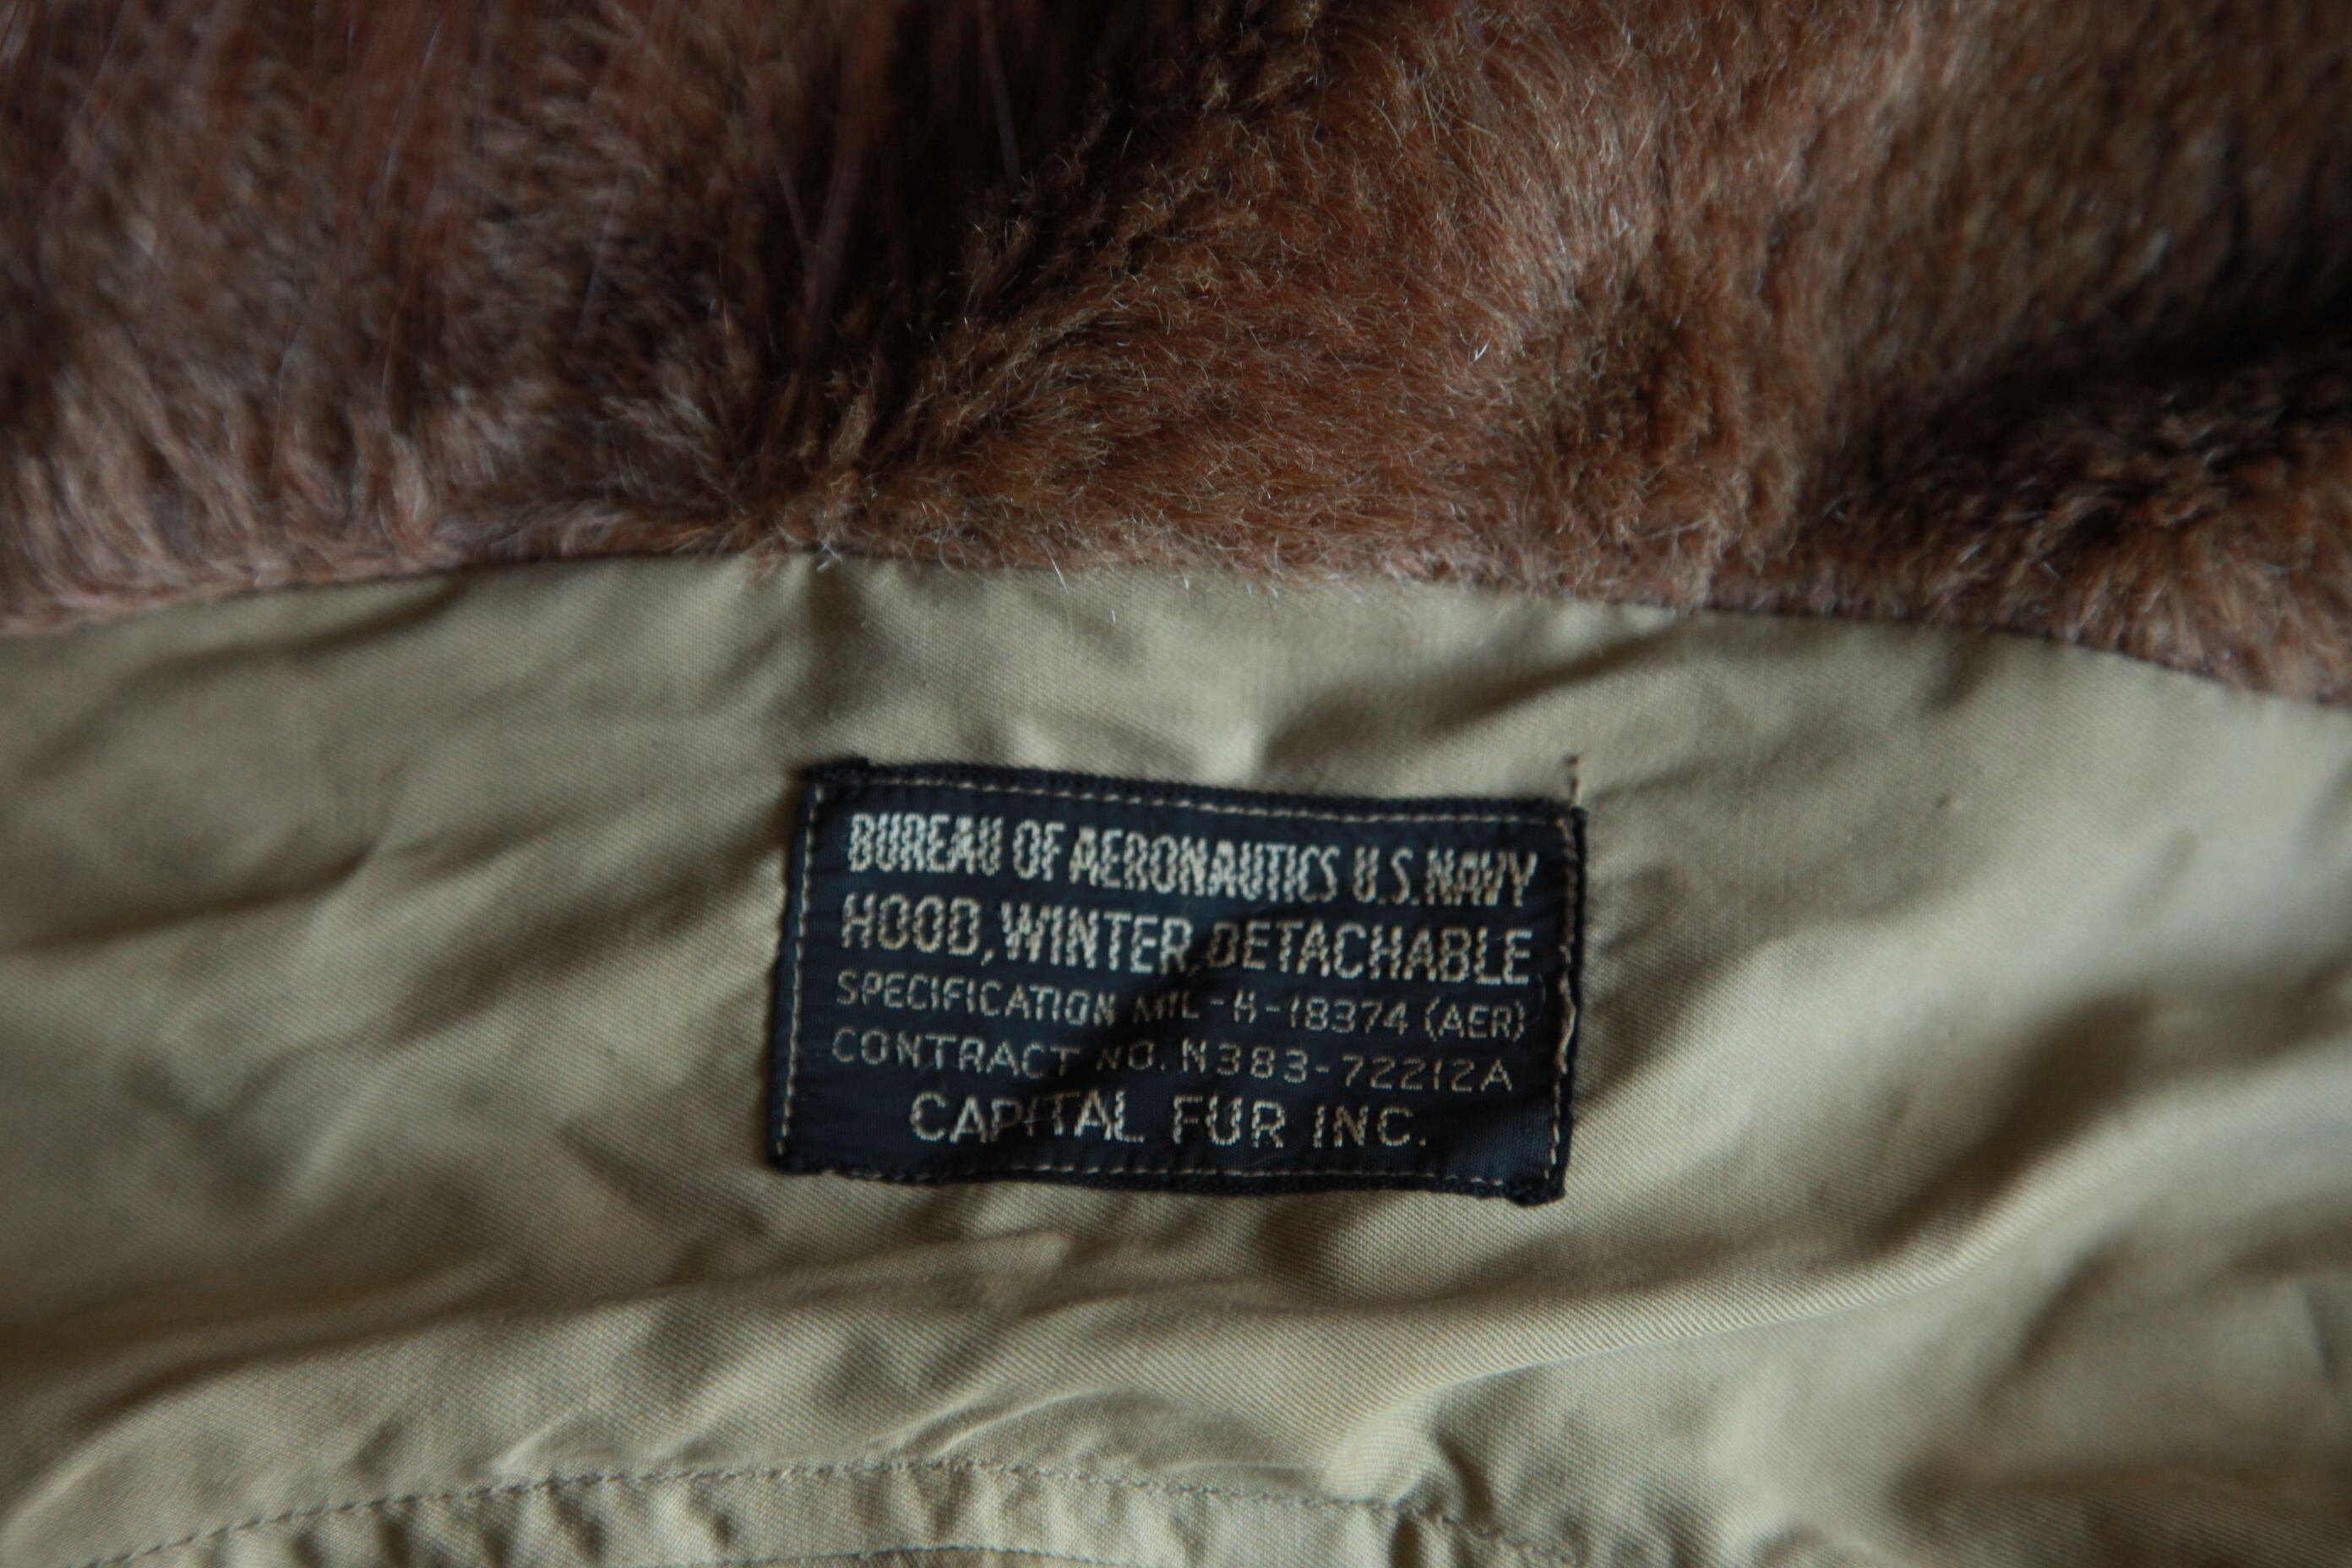 BUREAU OF AERONAUTICS U.S. NAVY
HOOD, WINTER, DETACHABLE
SPECIFICATION MIL-H-18374 (AER)
CONTRACT NO. N383-72212A
CAPITAL FUR INC.